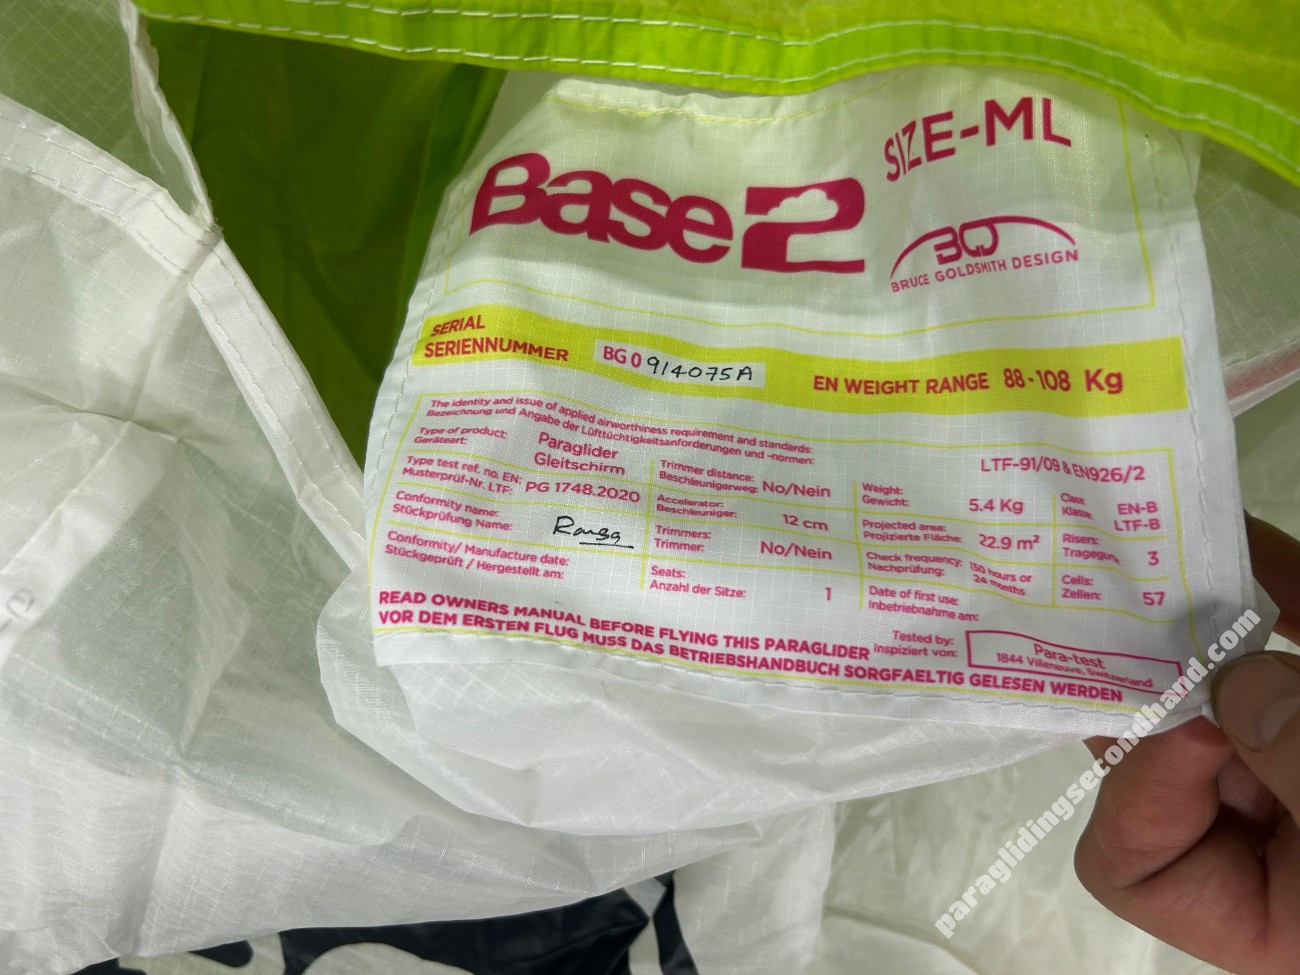 SIZE-ML
Base2
BGD
BRUCE GOLDSMITH DESIGN
SERIAL
SERIENNUMMER
BG0 914075A
EN WEIGHT RANGE 88-108 Kg
The identity and issue of applied airworthiness requirement and standards:
Bezeichnung und Angabe der Lüfttüchtigkeitsanforderungen und -normen:
LTF-91/09 & EN926/2
Type of product:
Geräteart:
Paraglider
Gleitschirm
Trimmer distance:
Beschleunigerweg:
No/Nein
Weight:
Gewicht:
5.4 Kg
Class:
Klasse:
EN-B
LTF-B
Type test ref. no. EN:
Musterprüf-Nr. LTF:
PG 1748.2020
Accelerator:
Beschleuniger:
12 cm
Projected area:
Projizierte Fläche:
22.9 m²
Risers:
Tragegurte
3
Conformity name:
Stückprüfung Name:
Trimmers:
Trimmer:
No/Nein
Check frequency:
Nachprüfung:
150 hours or
24 months
Cells:
Zellen:
57
Conformity/ Manufacture date:
Stückgeprüft / Hergestellt am:
Seats:
Anzahl der Sitze:
1
Date of first use:
Inbetriebnahme am:
READ OWNERS MANUAL BEFORE FLYING THIS PARAGLIDER
VOR DEM ERSTEN FLUG MUSS DAS BETRIEBSHANDBUCH SORGFAELTIG GELESEN WERDEN
Tested by:
Inspiziert von:
Para-test
1844 Villeneuve, Switzerland
paraglidingsecondhand.com